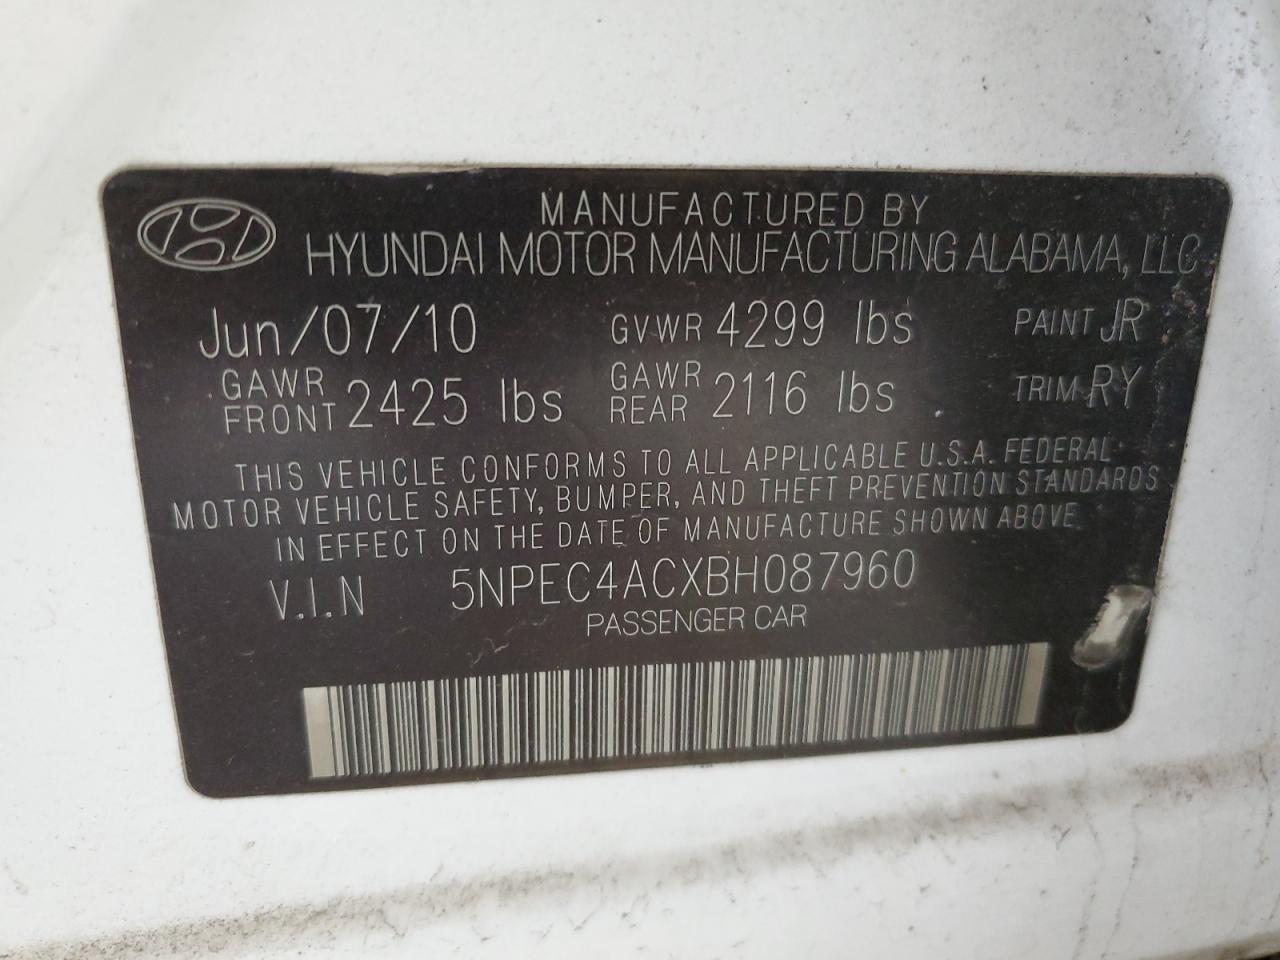 MANUFACTURED BY
HYUNDAI MOTOR MANUFACTURING ALABAMA, LLC
Jun/07/10 GVWR 4299 lbs PAINT JR
GAWR FRONT 2425 lbs GAWR REAR 2116 lbs TRIM RY
THIS VEHICLE CONFORMS TO ALL APPLICABLE U.S.A. FEDERAL
MOTOR VEHICLE SAFETY, BUMPER, AND THEFT PREVENTION STANDARDS
IN EFFECT ON THE DATE OF MANUFACTURE SHOWN ABOVE
V.I.N 5NPEC4ACXBH087960
PASSENGER CAR